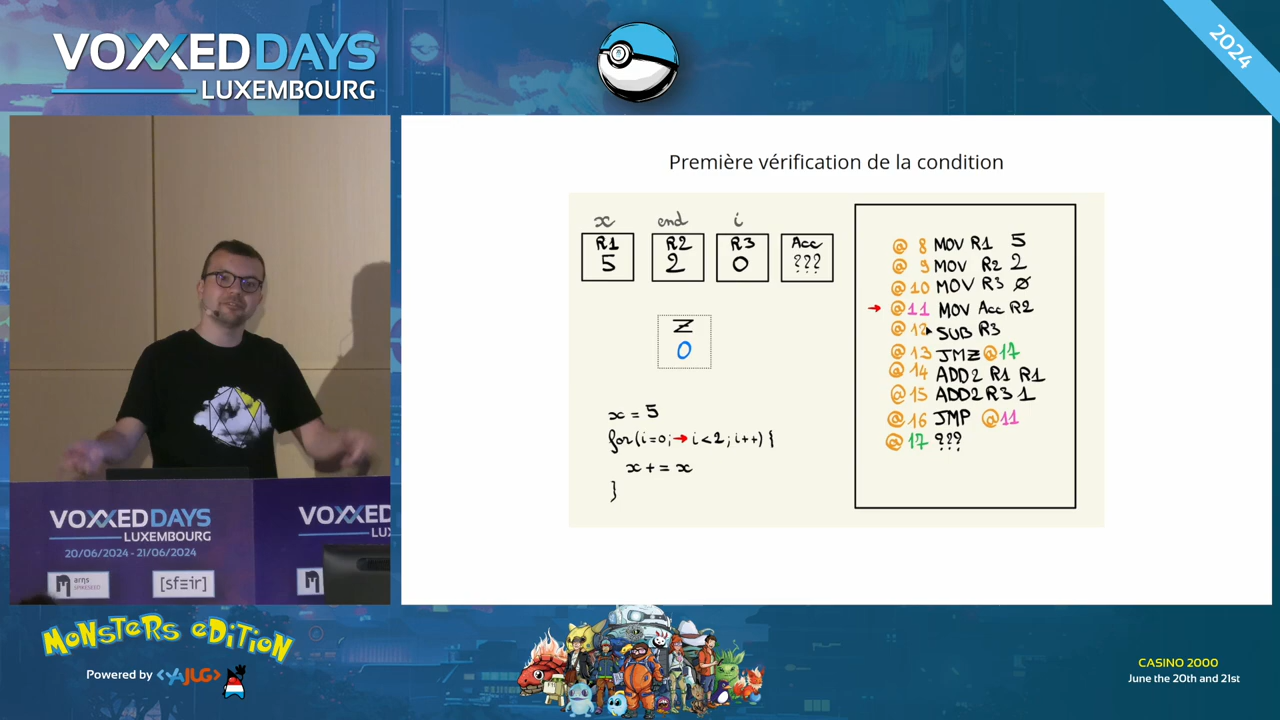 VOXXED DAYS
LUXEMBOURG
2024
Première vérification de la condition
x end i
R1 R2 R3 Acc
5 2 0 ???
Z
0
x = 5
for(i=0; → i<2; i++) {
x += x
}
@ 8 MOV R1 5
@ 9 MOV R2 2
@ 10 MOV R3 Ø
→ @ 11 MOV Acc R2
@ 12 SUB R3
@ 13 JMZ @ 17
@ 14 ADD2 R1 R1
@ 15 ADD2 R3 1
@ 16 JMP @ 11
@ 17 ???
VOXXED DAYS
LUXEMBOURG
20/06/2024 - 21/06/2024
arηs
[sfΞir]
VOXXED
LUX
MONSTERS EDITION
Powered by <YAJUG>
CASINO 2000
June the 20th and 21st